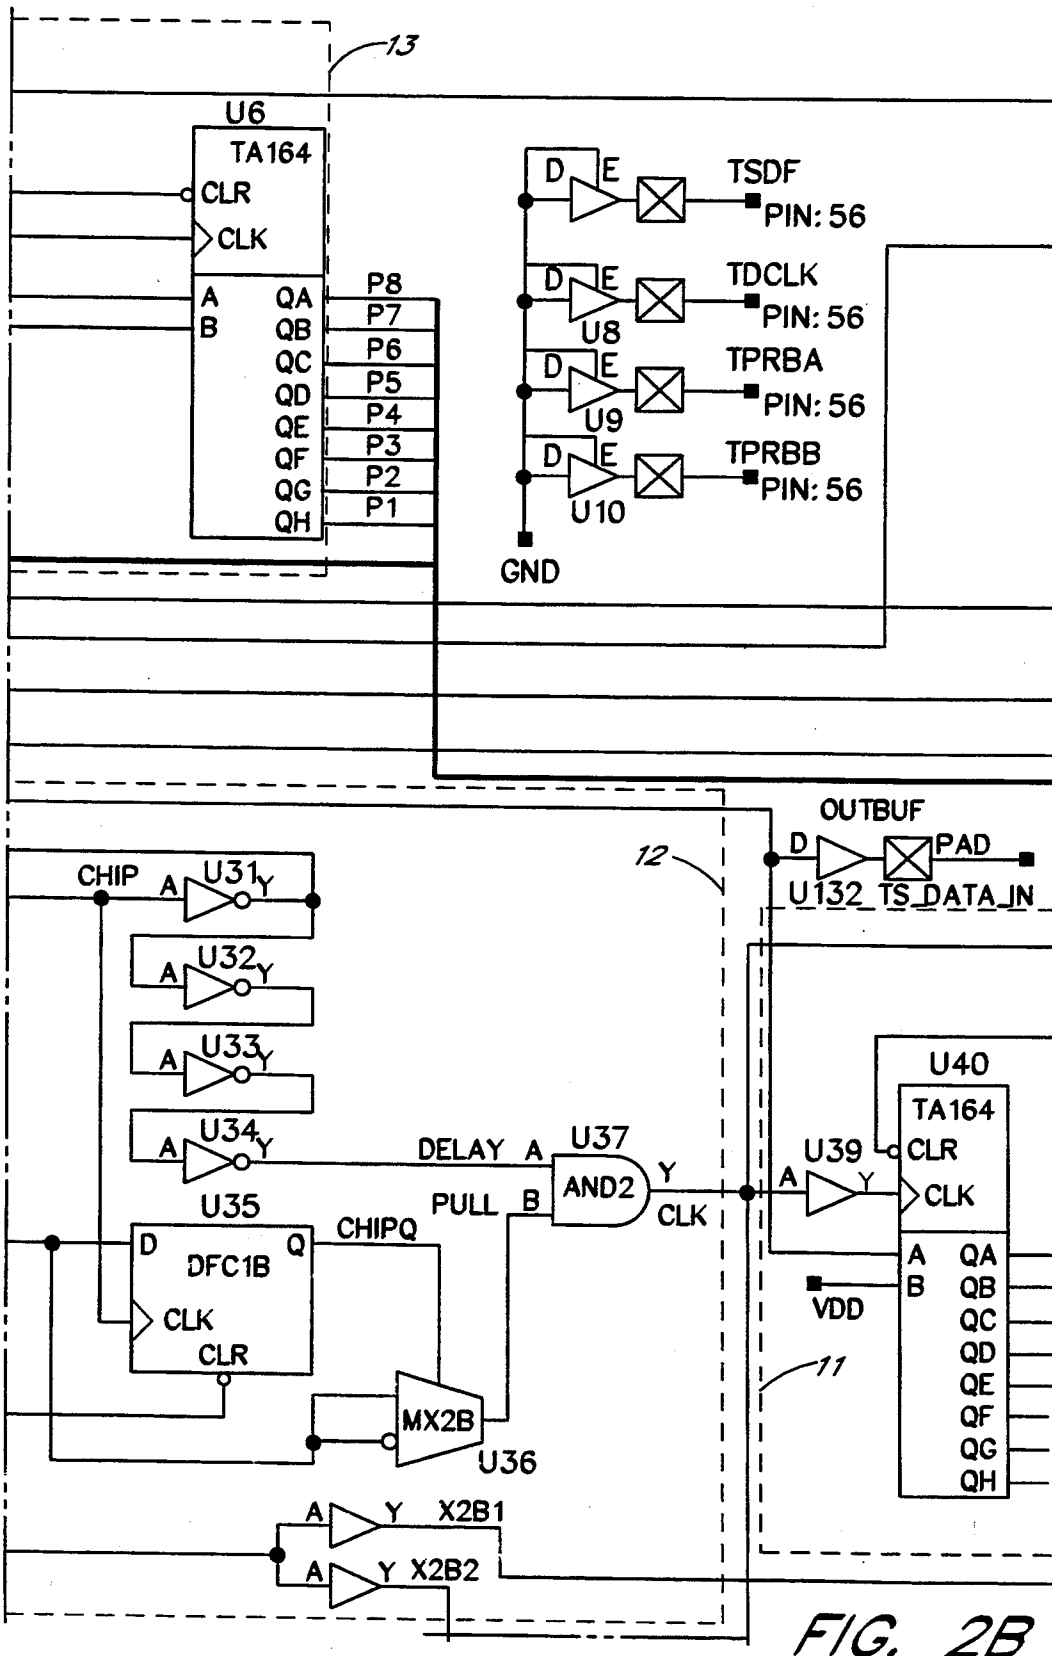 13
U6
TA164
CLR
CLK
A QA P8
B QB P7
QC P6
QD P5
QE P4
QF P3
QG P2
QH P1
D E TSDF
PIN: 56
D E TDCLK
U8 PIN: 56
D E TPRBA
U9 PIN: 56
D E TPRBB
U10 PIN: 56
GND
12
OUTBUF
D PAD
U132 TS_DATA_IN
CHIP A U31 Y
A U32 Y
A U33 Y
A U34 Y DELAY A U37
AND2 Y
PULL B CLK
U35
D Q CHIPQ
DFC1B
CLK
CLR
MX2B
U36
A Y X2B1
A Y X2B2
U40
TA164
CLR
U39
A Y CLK
A QA
B QB
VDD
QC
QD
QE
QF
QG
QH
11
FIG. 2B